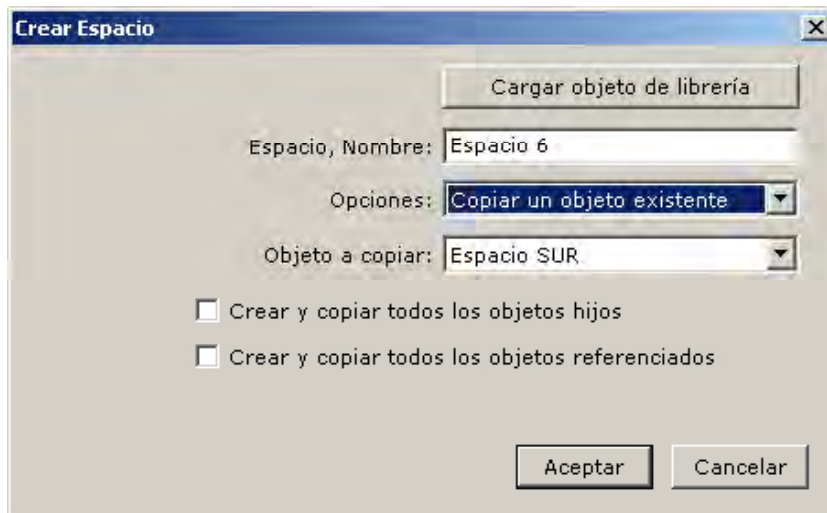 Crear Espacio
Cargar objeto de librería
Espacio, Nombre: Espacio 6
Opciones: Copiar un objeto existente
Objeto a copiar: Espacio SUR
Crear y copiar todos los objetos hijos
Crear y copiar todos los objetos referenciados
Aceptar Cancelar